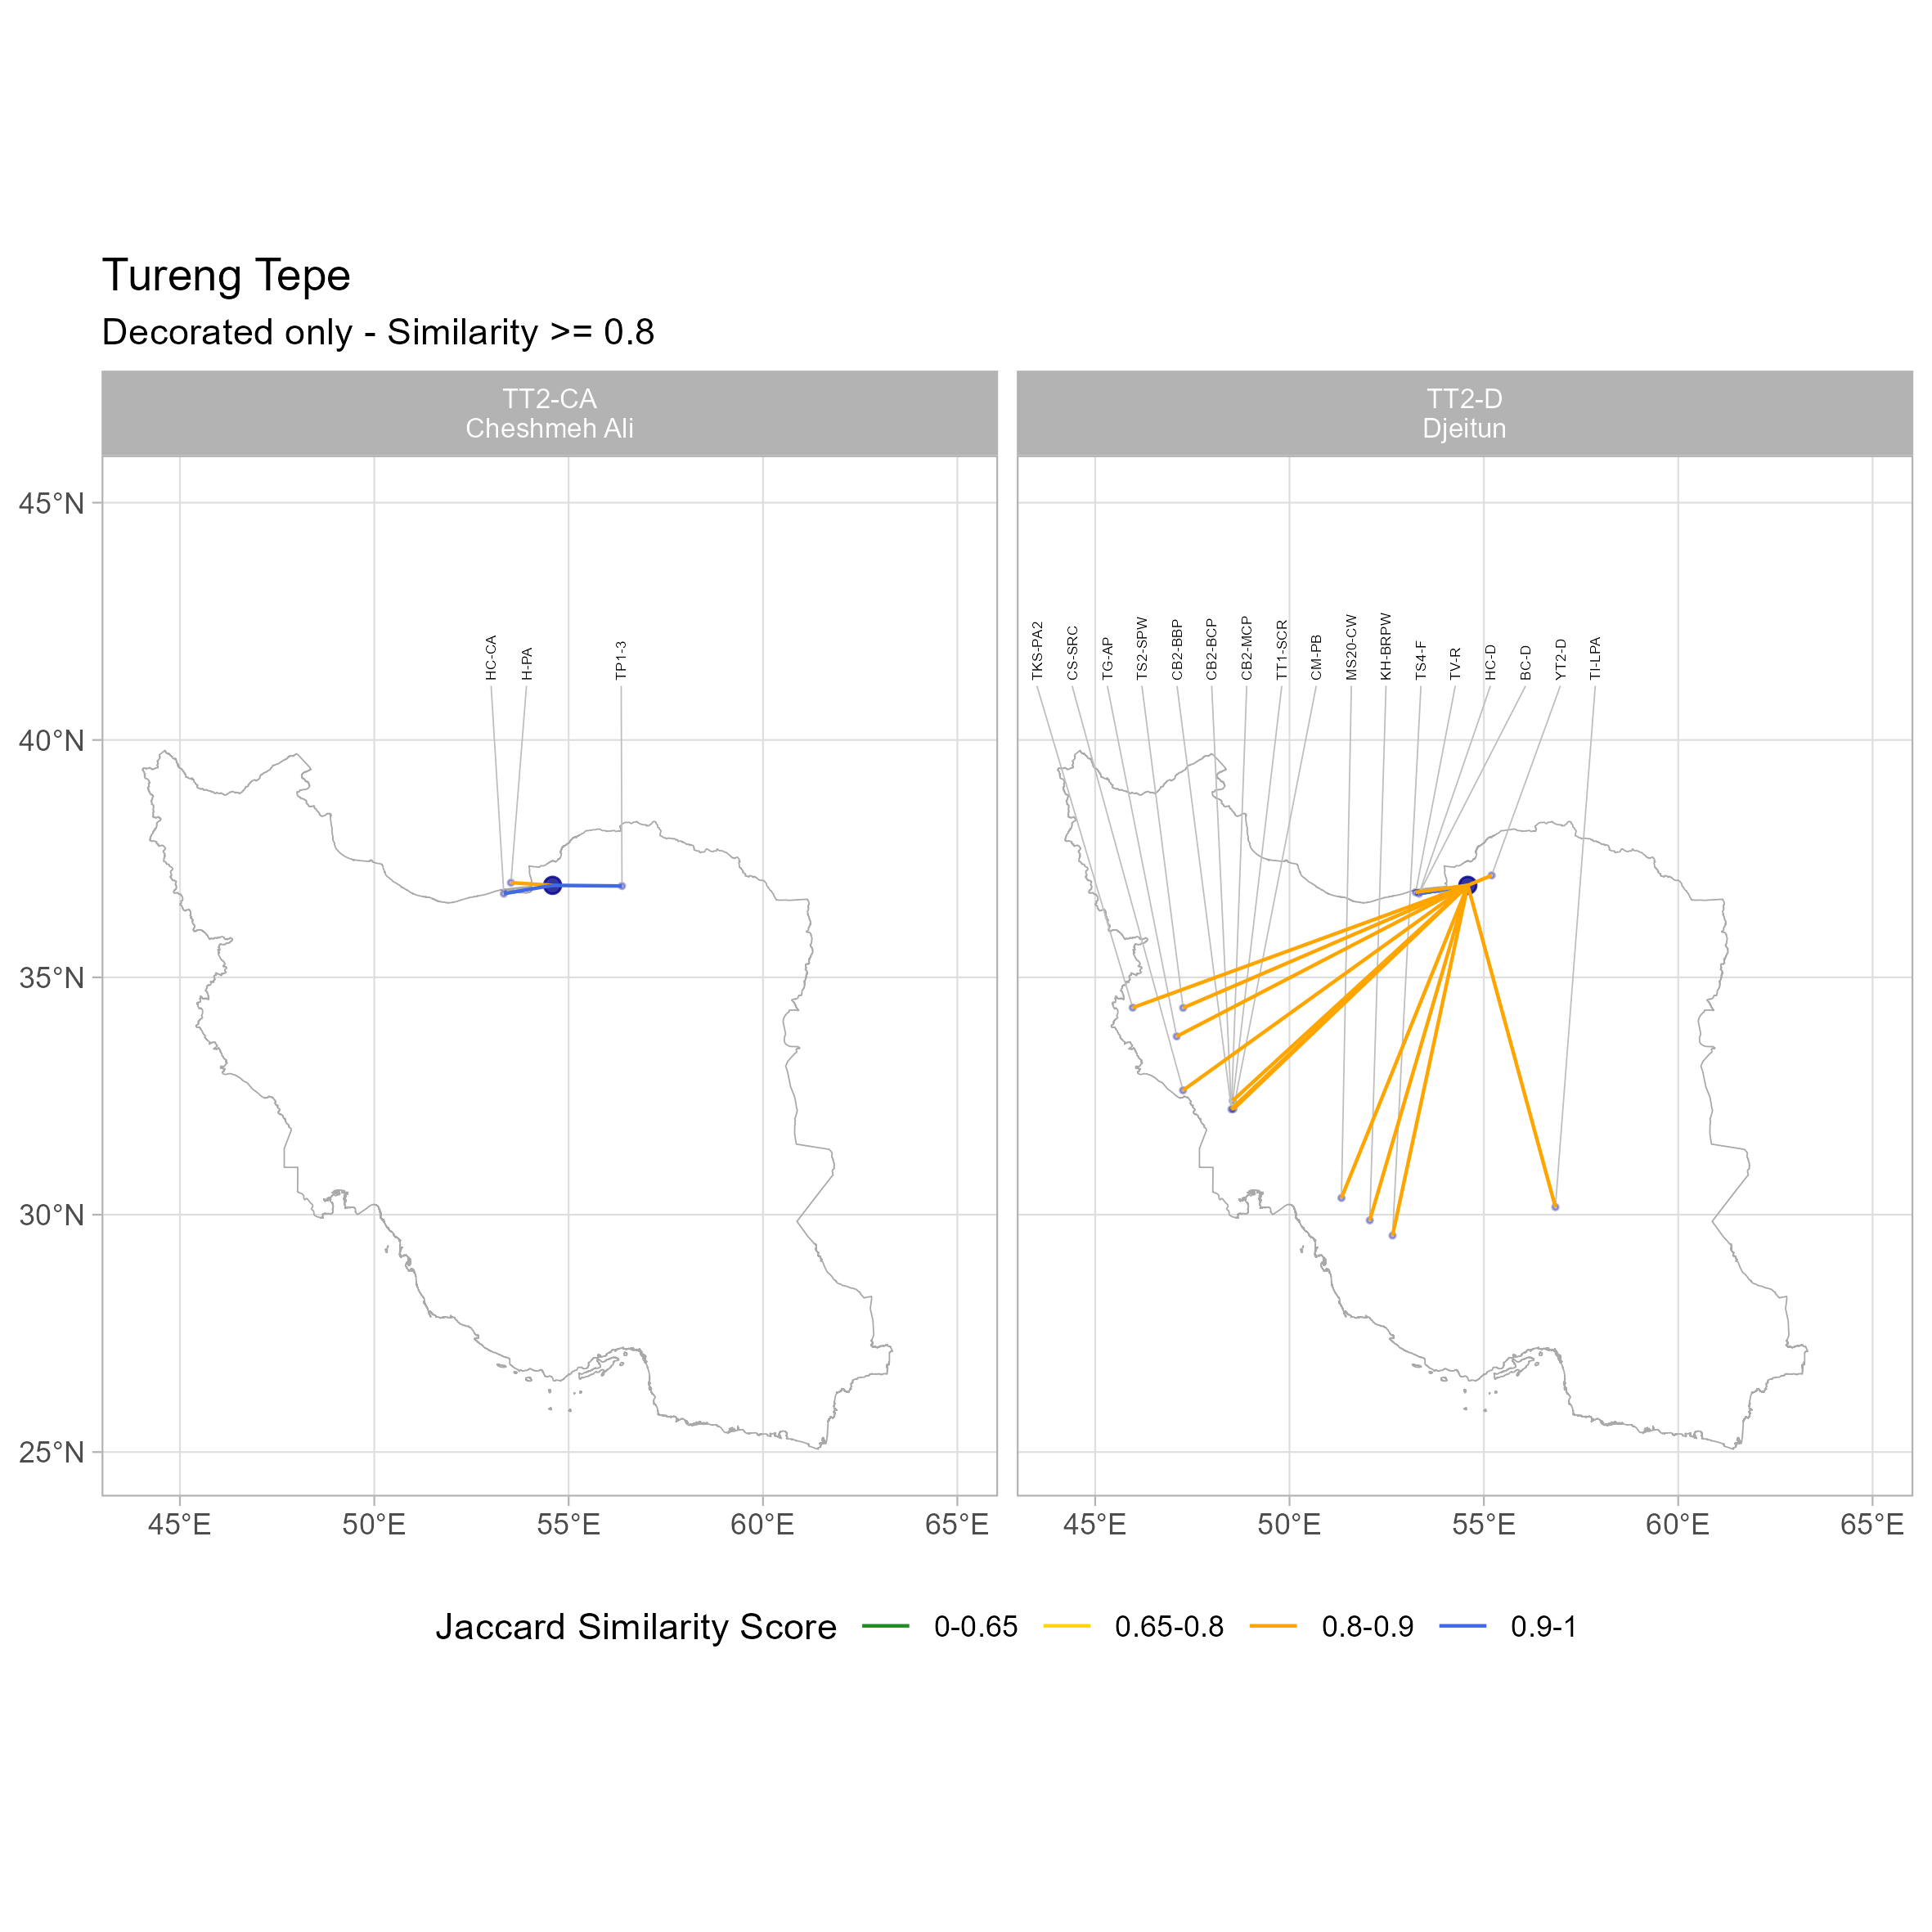 Tureng Tepe
Decorated only - Similarity >= 0.8
TT2-CA
Cheshmeh Ali
TT2-D
Djeitun
45°N
40°N
35°N
30°N
25°N
HC-CA
H-PA
TP1-3
TKS-PA2
CS-SRC
TG-AP
TS2-SPW
CB2-BBP
CB2-BCP
CB2-MCP
TT1-SCR
CM-PB
MS20-CW
KH-BRPW
TS4-F
TV-R
HC-D
BC-D
YT2-D
TI-LPA
45°E 50°E 55°E 60°E 65°E
45°E 50°E 55°E 60°E 65°E
Jaccard Similarity Score 0-0.65 0.65-0.8 0.8-0.9 0.9-1